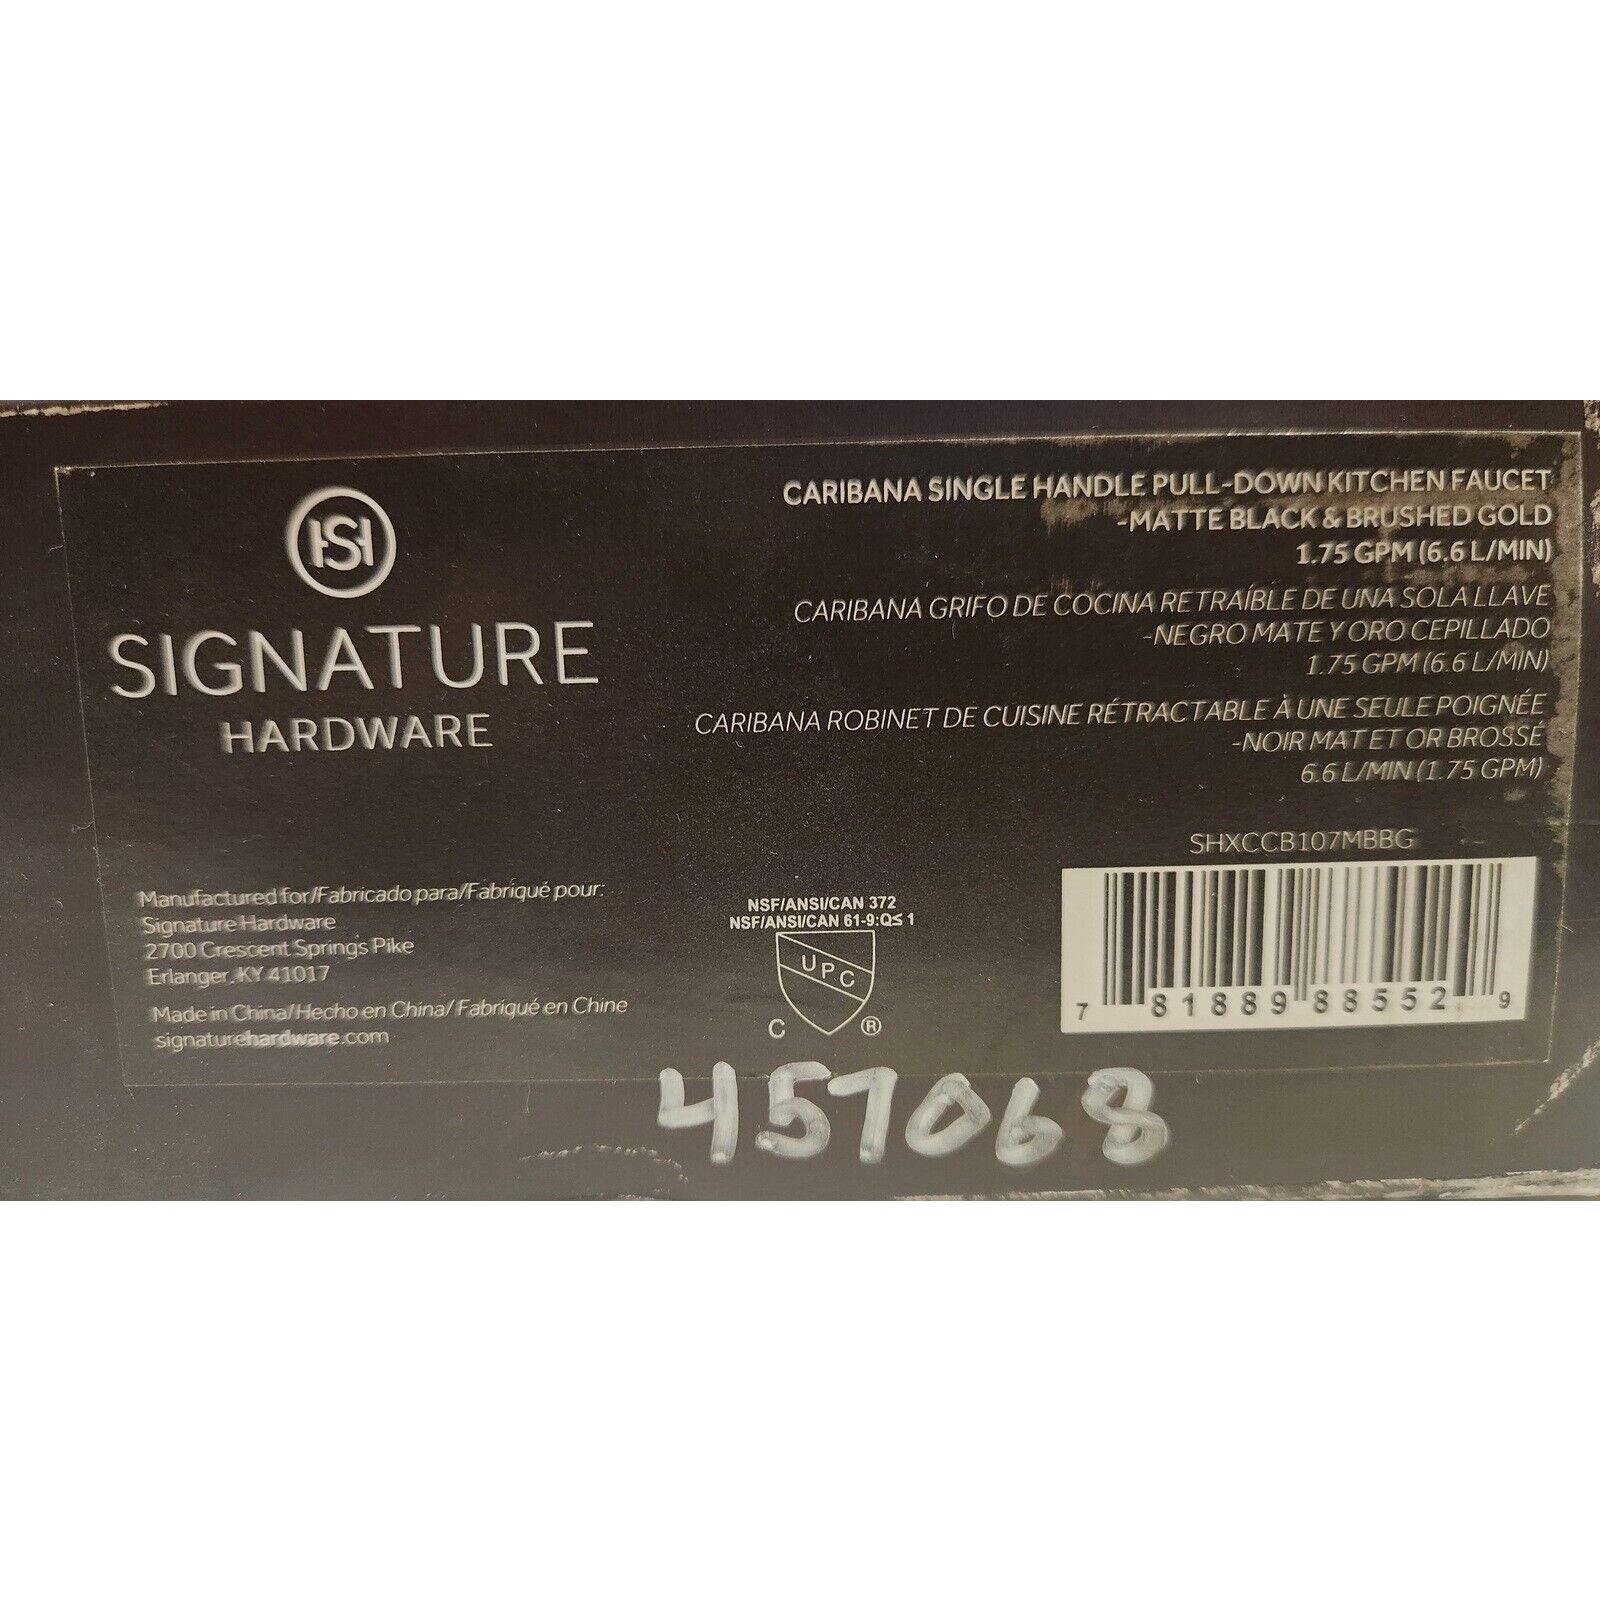 HSH
SIGNATURE
HARDWARE
CARIBANA SINGLE HANDLE PULL-DOWN KITCHEN FAUCET
-MATTE BLACK & BRUSHED GOLD
1.75 GPM (6.6 L/MIN)
CARIBANA GRIFO DE COCINA RETRAÍBLE DE UNA SOLA LLAVE
-NEGRO MATE Y ORO CEPILLADO
1.75 GPM (6.6 L/MIN)
CARIBANA ROBINET DE CUISINE RÉTRACTABLE À UNE SEULE POIGNÉE
-NOIR MAT ET OR BROSSÉ
6.6 L/MIN (1.75 GPM)
Manufactured for/Fabricado para/Fabriqué pour:
Signature Hardware
2700 Crescent Springs Pike
Erlanger, KY 41017
Made in China/Hecho en China/ Fabriqué en Chine
signaturehardware.com
NSF/ANSI/CAN 372
NSF/ANSI/CAN 61-9:Q≤ 1
UPC
C ®
SHXCCB107MBBG
7 81889 88552 9
457068